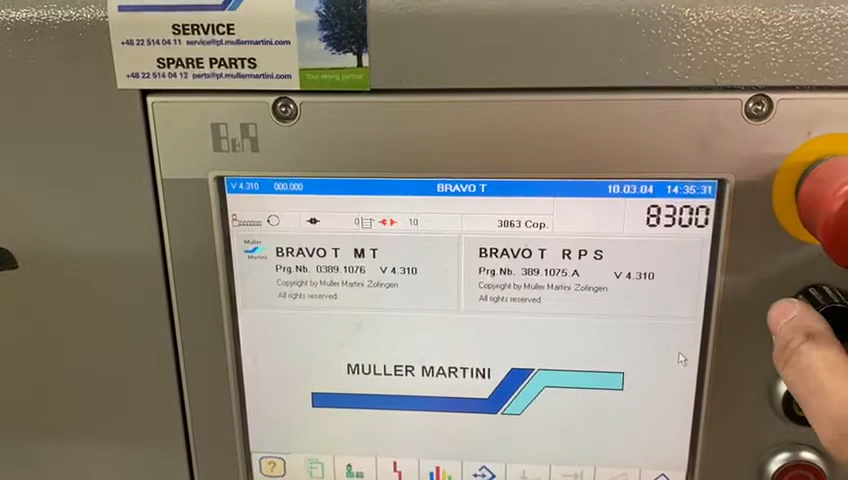 SERVICE
+48 22 514 04 11 service@pl.mullermartini.com
SPARE PARTS
+48 22 514 04 12 parts@pl.mullermartini.com
Your strong partner
B&R
V 4.310 000.000 BRAVO T 10.03.04 14:35:31
0 10 3063 Cop. 8300
Muller Martini
BRAVO T M T
Prg.Nb. 0389.1076 V 4.310
Copyright by Muller Martini Zofingen
All rights reserved.
BRAVO T R P S
Prg.Nb. 389.1075.A V 4.310
Copyright by Muller Martini Zofingen
All rights reserved.
MULLER MARTINI
?